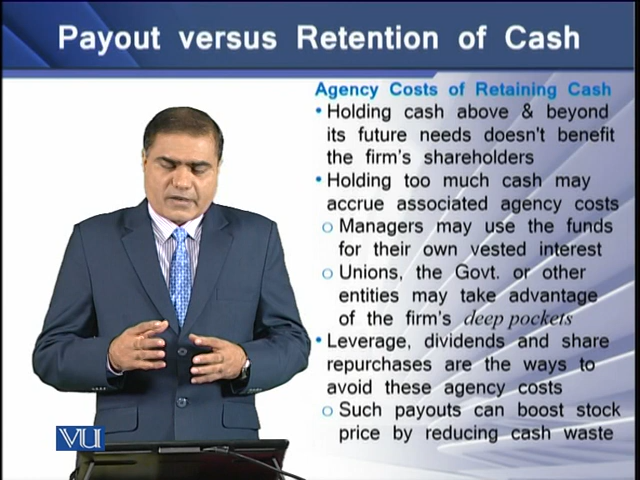 Payout versus Retention of Cash
Agency Costs of Retaining Cash
• Holding cash above & beyond
its future needs doesn't benefit
the firm's shareholders
• Holding too much cash may
accrue associated agency costs
o Managers may use the funds
for their own vested interest
o Unions, the Govt. or other
entities may take advantage
of the firm's deep pockets
• Leverage, dividends and share
repurchases are the ways to
avoid these agency costs
o Such payouts can boost stock
price by reducing cash waste
VU